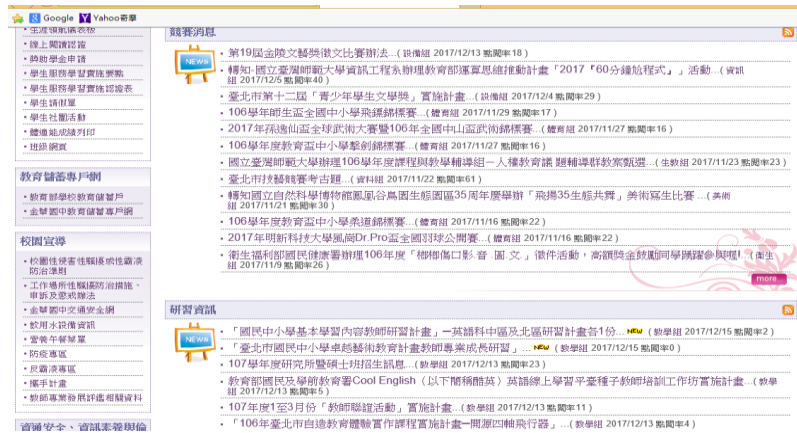 Google Yahoo奇摩
生涯領航儀表板
線上閱讀認證
獎助學金申請
學生服務學習實施要點
學生服務學習實施認證表
學生請假單
學生社團活動
體適能成績列印
班級網頁
教育儲蓄專戶網
教育部學校教育儲蓄戶
金華國中教育儲蓄專戶網
校園宣導
校園性侵害性騷擾或性霸凌
防治準則
工作場所性騷擾防治措施、
申訴及懲戒辦法
金華國中交通安全網
飲用水設備資訊
營養午餐菜單
防疫專區
反霸凌專區
攜手計畫
教師專業發展評鑑相關資料
資通安全、資訊素養與倫
競賽消息
NEWS
第19屆金陵文藝獎徵文比賽辦法...( 設備組 2017/12/13 點閱率18 )
轉知-國立臺灣師範大學資訊工程系辦理教育部運算思維推動計畫「2017『60分鐘尬程式』」活動...( 資訊
組 2017/12/5 點閱率40 )
臺北市第十二屆「青少年學生文學獎」實施計畫...( 設備組 2017/12/4 點閱率29 )
106學年師生盃全國中小學飛鏢錦標賽...( 體育組 2017/11/29 點閱率17 )
2017年孫逸仙盃全球武術大賽暨106年全國中山盃武術錦標賽...( 體育組 2017/11/27 點閱率16 )
106學年度教育盃中小學擊劍錦標賽...( 體育組 2017/11/27 點閱率16 )
國立臺灣師範大學辦理106學年度課程與教學輔導組－人權教育議 題輔導群教案甄選...( 生教組 2017/11/23 點閱率23 )
臺北市技藝競賽考古題...( 資料組 2017/11/22 點閱率61 )
轉知國立自然科學博物館鳳凰谷鳥園生態園區35周年慶舉辦「飛揚35生態共舞」美術寫生比賽 ...( 美術
組 2017/11/21 點閱率30 )
106學年度教育盃中小學柔道錦標賽...( 體育組 2017/11/16 點閱率22 )
2017年明新科技大學風尚Dr.Pro盃全國羽球公開賽...( 體育組 2017/11/16 點閱率22 )
衛生福利部國民健康署辦理106年度「檳檳傷口影.音 .圖.文.」徵件活動，高額獎金鼓勵同學踴躍參與喔!...( 衛生
組 2017/11/9 點閱率26 )
more...
研習資訊
NEWS
「國民中小學基本學習內容教師研習計畫」─英語科中區及北區研習計畫各1份... NEW ( 教學組 2017/12/15 點閱率2 )
「臺北市國民中小學卓越藝術教育計畫教師專業成長研習」... NEW ( 教學組 2017/12/15 點閱率0 )
107學年度研究所暨碩士班招生訊息...( 教學組 2017/12/13 點閱率23 )
教育部國民及學前教育署Cool English（以下簡稱酷英）英語線上學習平臺種子教師培訓工作坊實施計畫...( 教學
組 2017/12/13 點閱率5 )
107年度1至3月份「教師聯誼活動」實施計畫...( 教學組 2017/12/13 點閱率11 )
「106年臺北市自造教育體驗實作課程實施計畫─開源四軸飛行器」...( 教學組 2017/12/13 點閱率4 )